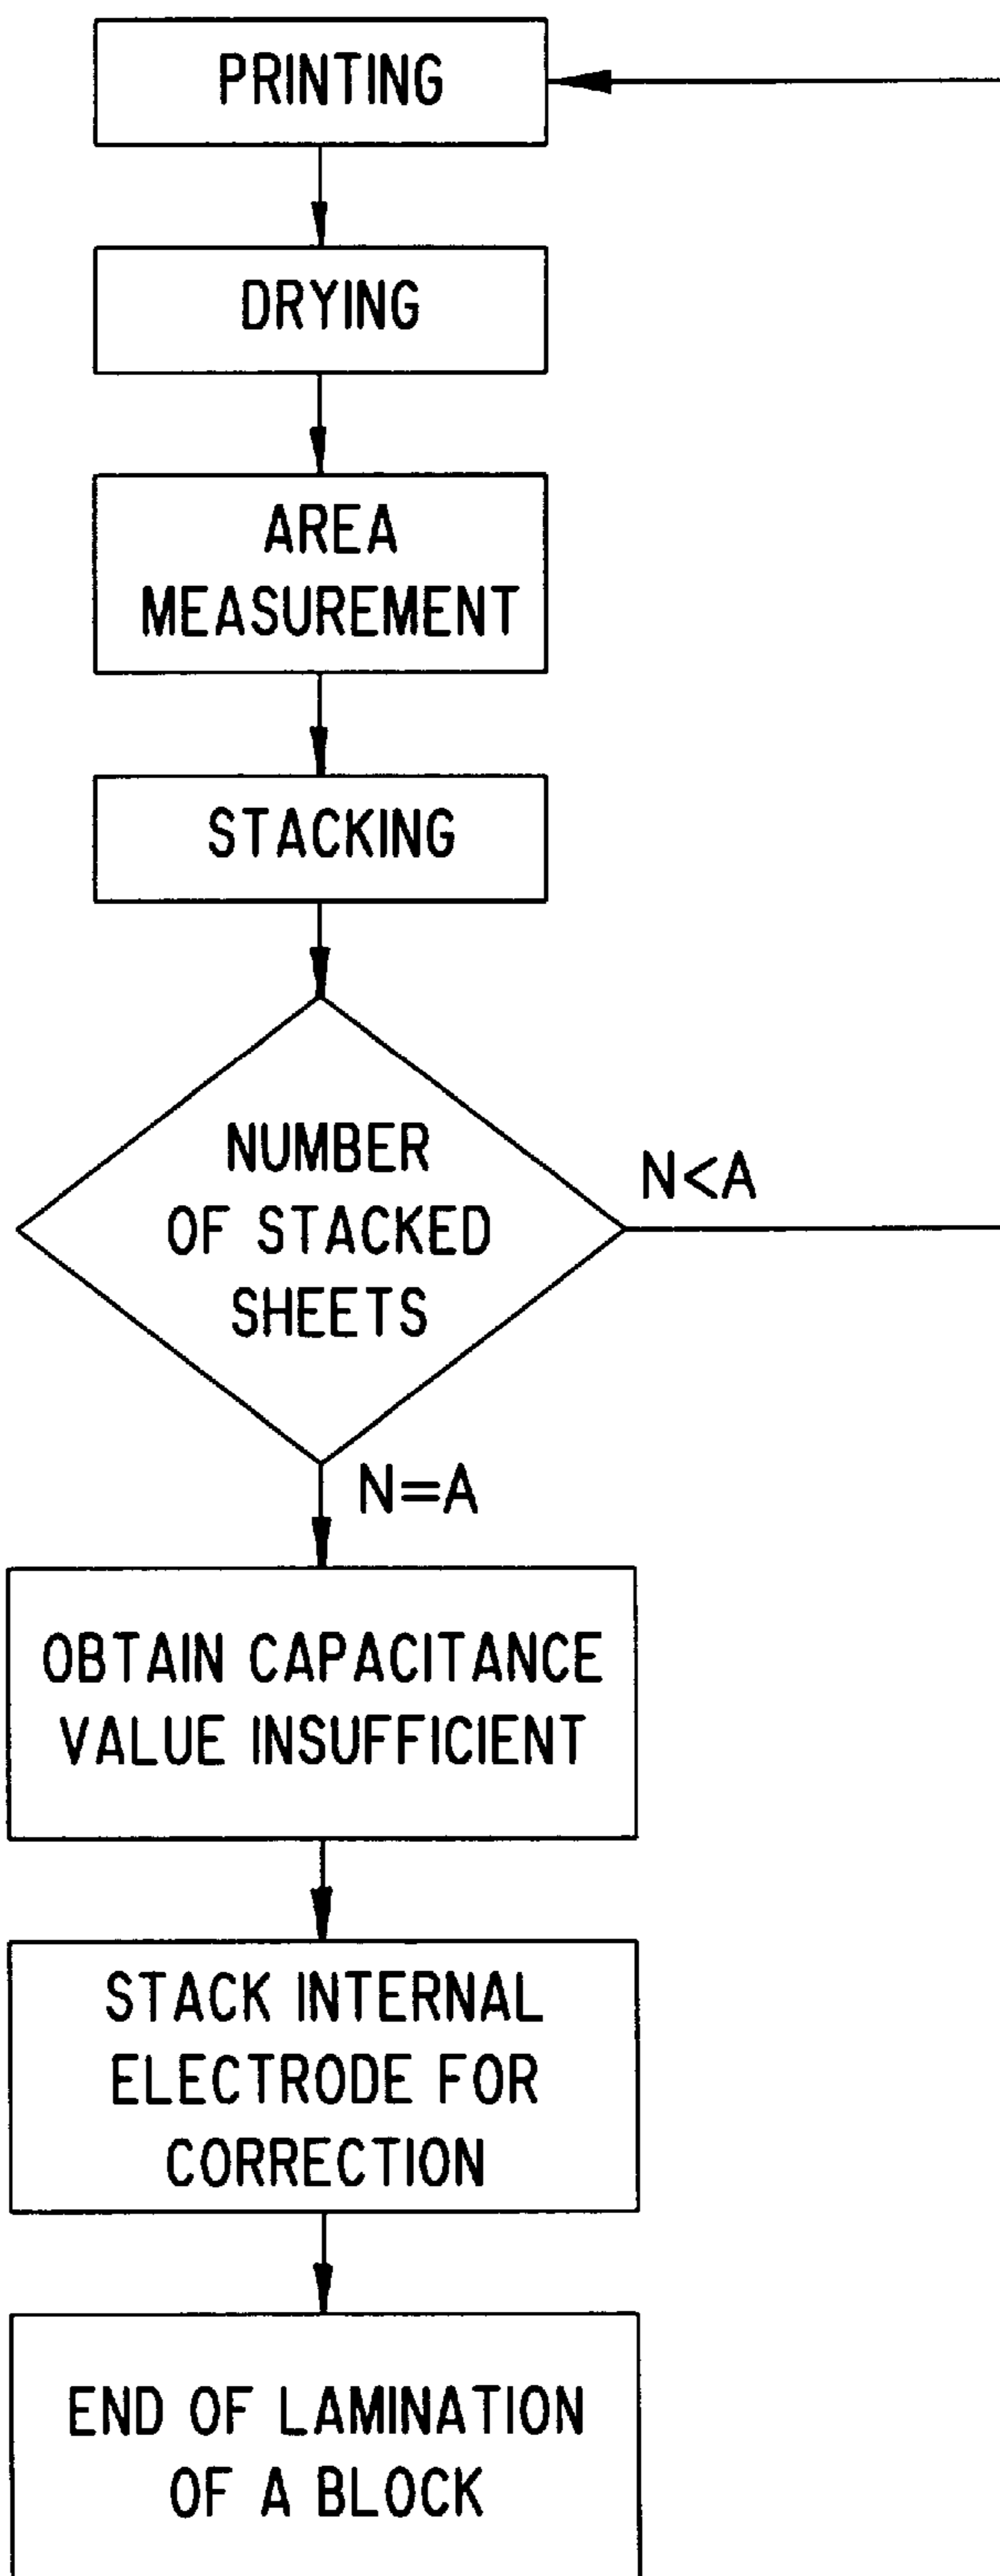 PRINTING
DRYING
AREA
MEASUREMENT
STACKING
NUMBER
OF STACKED
SHEETS
N<A
N=A
OBTAIN CAPACITANCE
VALUE INSUFFICIENT
STACK INTERNAL
ELECTRODE FOR
CORRECTION
END OF LAMINATION
OF A BLOCK